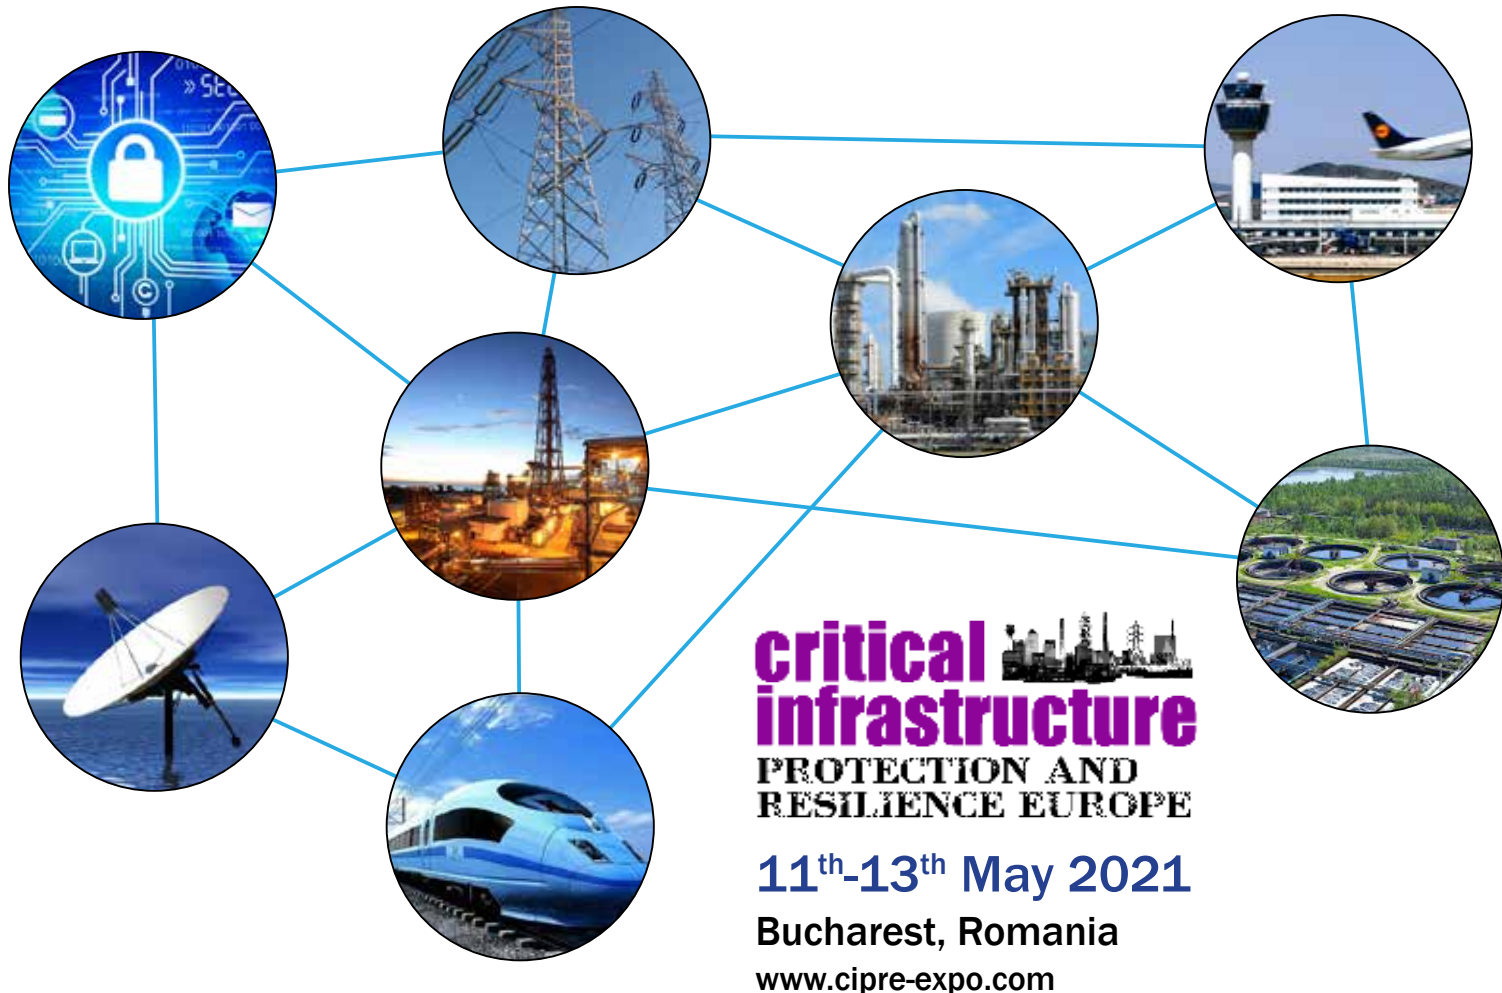 critical
infrastructure
PROTECTION AND
RESILIENCE EUROPE
11th-13th May 2021
Bucharest, Romania
www.cipre-expo.com